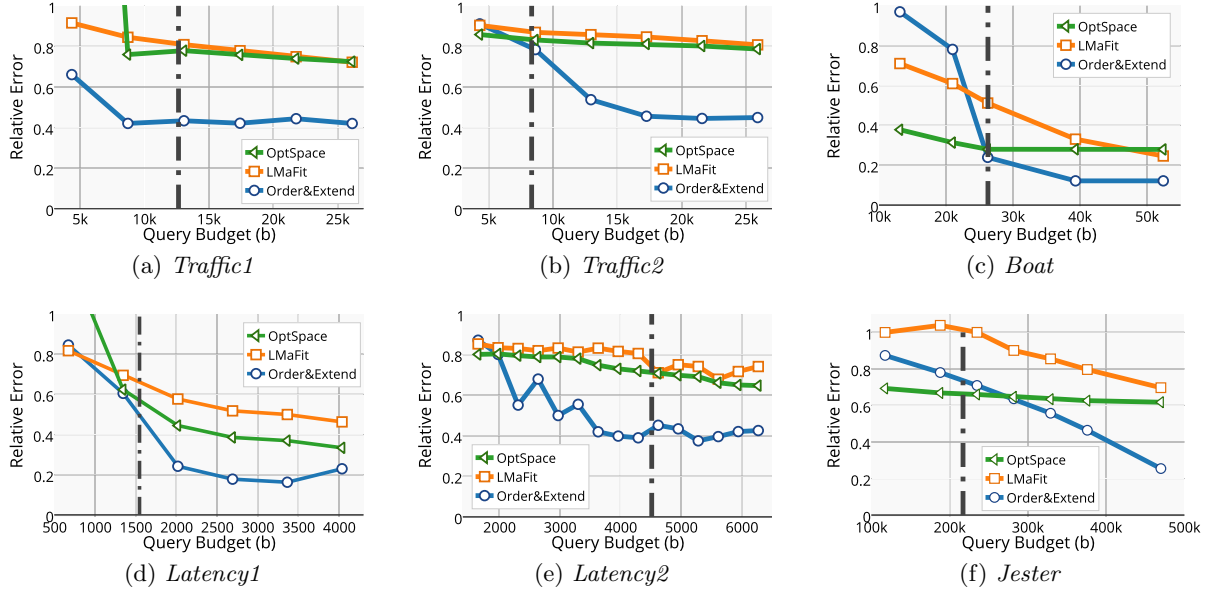 1
0.8
0.6
0.4
0.2
0
Relative Error
OptSpace
LMaFit
Order&Extend
5k 10k 15k 20k 25k
Query Budget (b)
(a) Traffic1
1
0.8
0.6
0.4
0.2
0
Relative Error
OptSpace
LMaFit
Order&Extend
5k 10k 15k 20k 25k
Query Budget (b)
(b) Traffic2
1
0.8
0.6
0.4
0.2
0
Relative Error
OptSpace
LMaFit
Order&Extend
10k 20k 30k 40k 50k
Query Budget (b)
(c) Boat
1
0.8
0.6
0.4
0.2
0
Relative Error
OptSpace
LMaFit
Order&Extend
500 1000 1500 2000 2500 3000 3500 4000
Query Budget (b)
(d) Latency1
1
0.8
0.6
0.4
0.2
0
Relative Error
OptSpace
LMaFit
Order&Extend
2000 3000 4000 5000 6000
Query Budget (b)
(e) Latency2
1
0.8
0.6
0.4
0.2
0
Relative Error
OptSpace
LMaFit
Order&Extend
100k 200k 300k 400k 500k
Query Budget (b)
(f) Jester